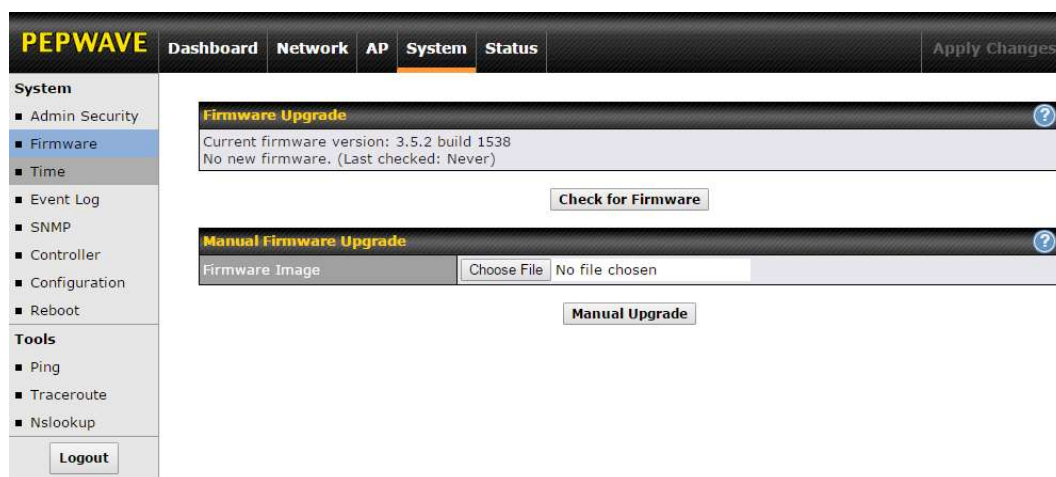 PEPWAVE Dashboard Network AP System Status Apply Changes
System
Admin Security
Firmware
Time
Event Log
SNMP
Controller
Configuration
Reboot
Tools
Ping
Traceroute
Nslookup
Logout
Firmware Upgrade ?
Current firmware version: 3.5.2 build 1538
No new firmware. (Last checked: Never)
Check for Firmware
Manual Firmware Upgrade ?
Firmware Image Choose File No file chosen
Manual Upgrade